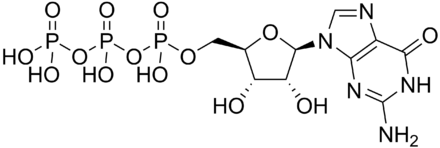 O O O
HO P O P O P O O N N O
HO HO HO N NH
HO OH N
NH2